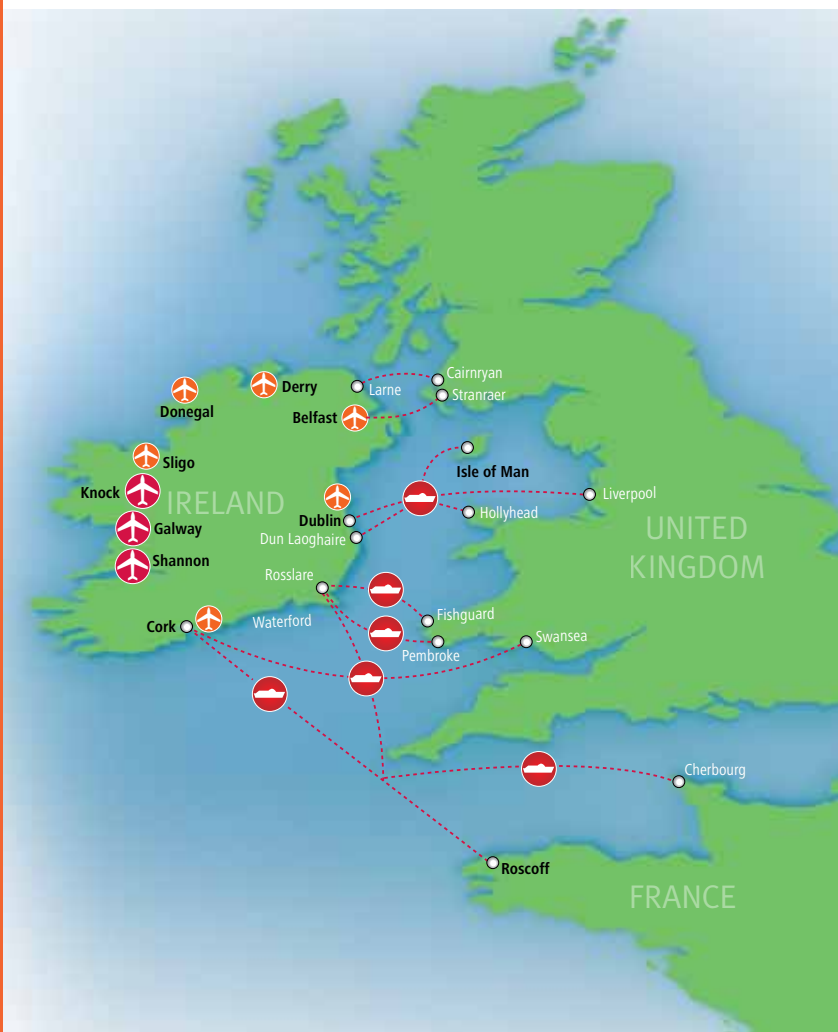 Cairnryan
Larne
Stranraer
Derry
Donegal
Belfast
Sligo
Isle of Man
Knock
IRELAND
Liverpool
Galway
Dublin
Hollyhead
Dun Laoghaire
UNITED
KINGDOM
Shannon
Rosslare
Waterford
Fishguard
Cork
Pembroke
Swansea
Cherbourg
Roscoff
FRANCE